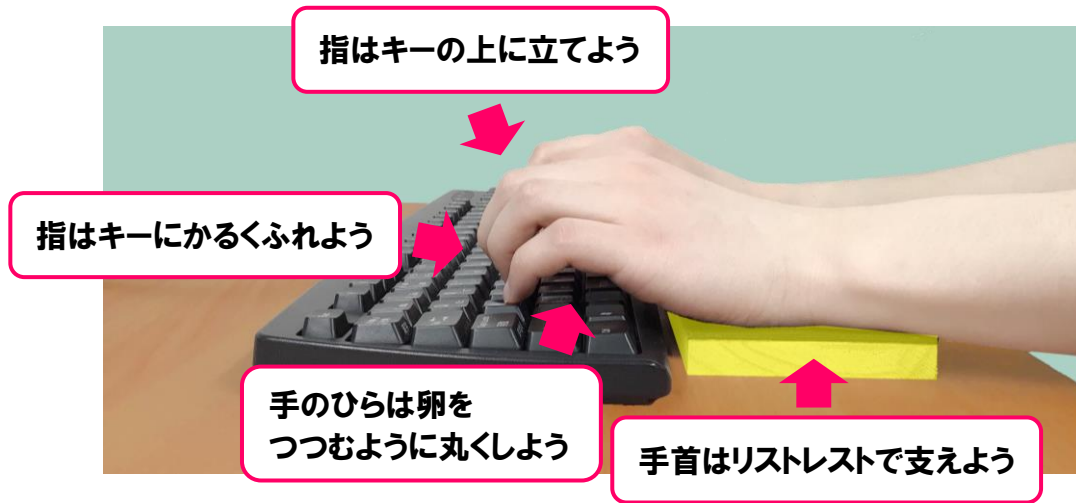 指はキーの上に立てよう
指はキーにかるくふれよう
手のひらは卵を
つつむように丸くしよう
手首はリストレストで支えよう